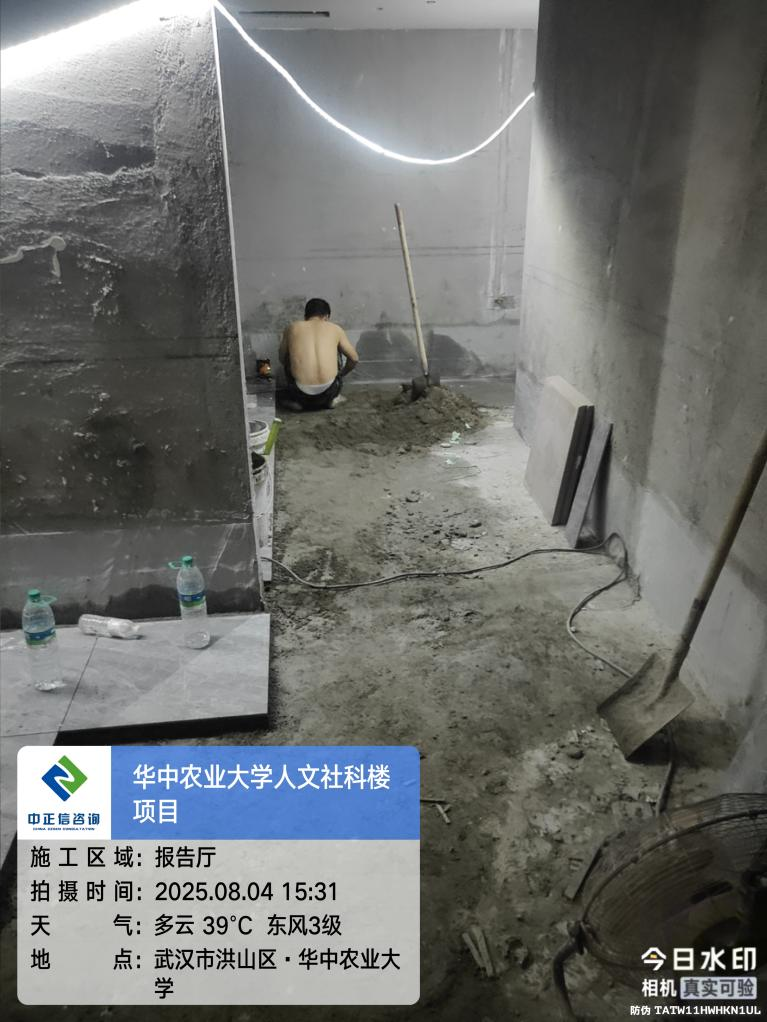 华中农业大学人文社科楼
项目
中正信咨询
施工区域：报告厅
拍摄时间：2025.08.04 15:31
天气：多云 39°C 东风3级
地点：武汉市洪山区·华中农业大
学
今日水印
相机 真实可验
防伪 TATW11HWHKN1UL